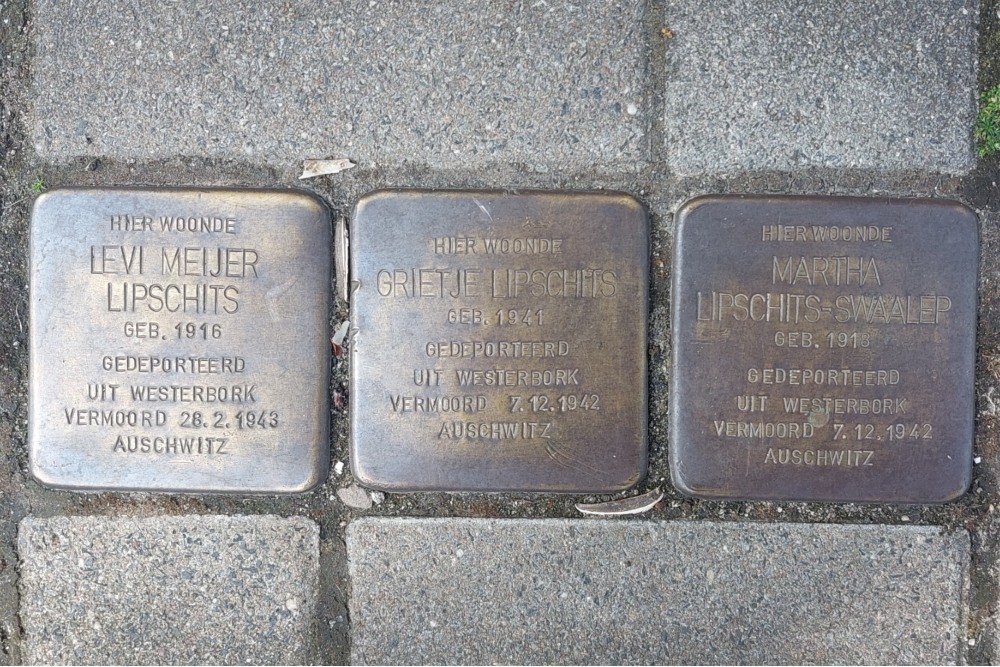 HIER WOONDE
LEVI MEIJER
LIPSCHITS
GEB. 1916
GEDEPORTEERD
UIT WESTERBORK
VERMOORD 28.2.1943
AUSCHWITZ
HIER WOONDE
GRIETJE LIPSCHITS
GEB. 1941
GEDEPORTEERD
UIT WESTERBORK
VERMOORD 7.12.1942
AUSCHWITZ
HIER WOONDE
MARTHA
LIPSCHITS-SWAALEP
GEB. 1918
GEDEPORTEERD
UIT WESTERBORK
VERMOORD 7.12.1942
AUSCHWITZ